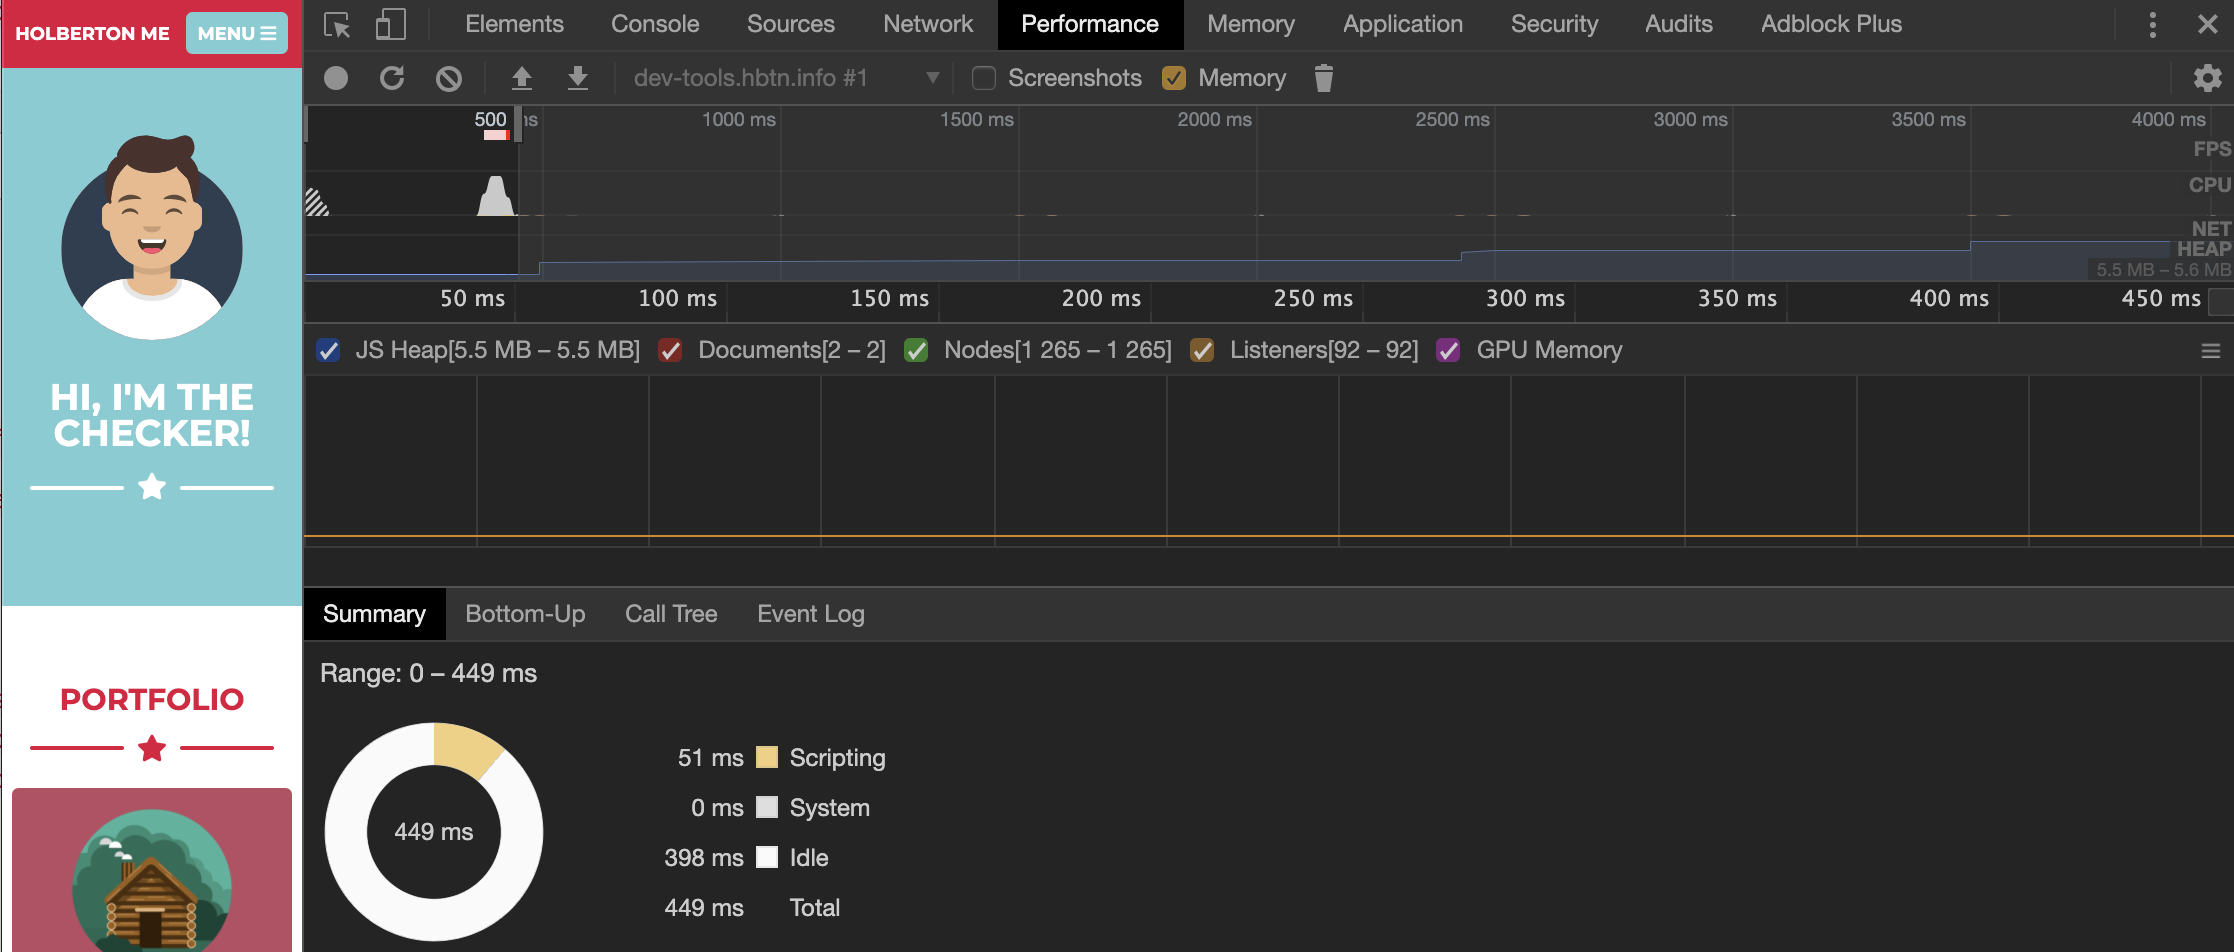 HOLBERTON ME
MENU
HI, I'M THE
CHECKER!
PORTFOLIO
Elements
Console
Sources
Network
Performance
Memory
Application
Security
Audits
Adblock Plus
dev-tools.hbtn.info #1
Screenshots
Memory
500 ms
1000 ms
1500 ms
2000 ms
2500 ms
3000 ms
3500 ms
4000 ms
FPS
CPU
NET
HEAP
5.5 MB – 5.6 MB
50 ms
100 ms
150 ms
200 ms
250 ms
300 ms
350 ms
400 ms
450 ms
JS Heap[5.5 MB – 5.5 MB]
Documents[2 – 2]
Nodes[1 265 – 1 265]
Listeners[92 – 92]
GPU Memory
Summary
Bottom-Up
Call Tree
Event Log
Range: 0 – 449 ms
449 ms
51 ms Scripting
0 ms System
398 ms Idle
449 ms Total